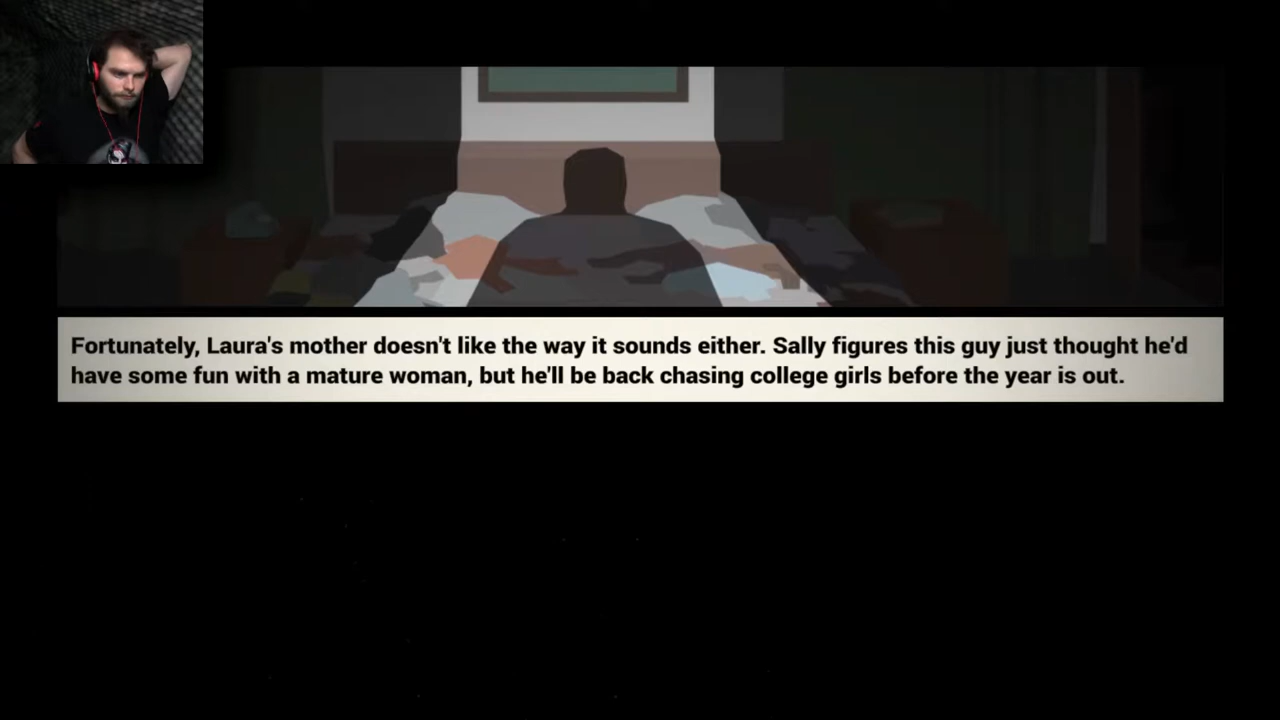 Fortunately, Laura's mother doesn't like the way it sounds either. Sally figures this guy just thought he'd
have some fun with a mature woman, but he'll be back chasing college girls before the year is out.